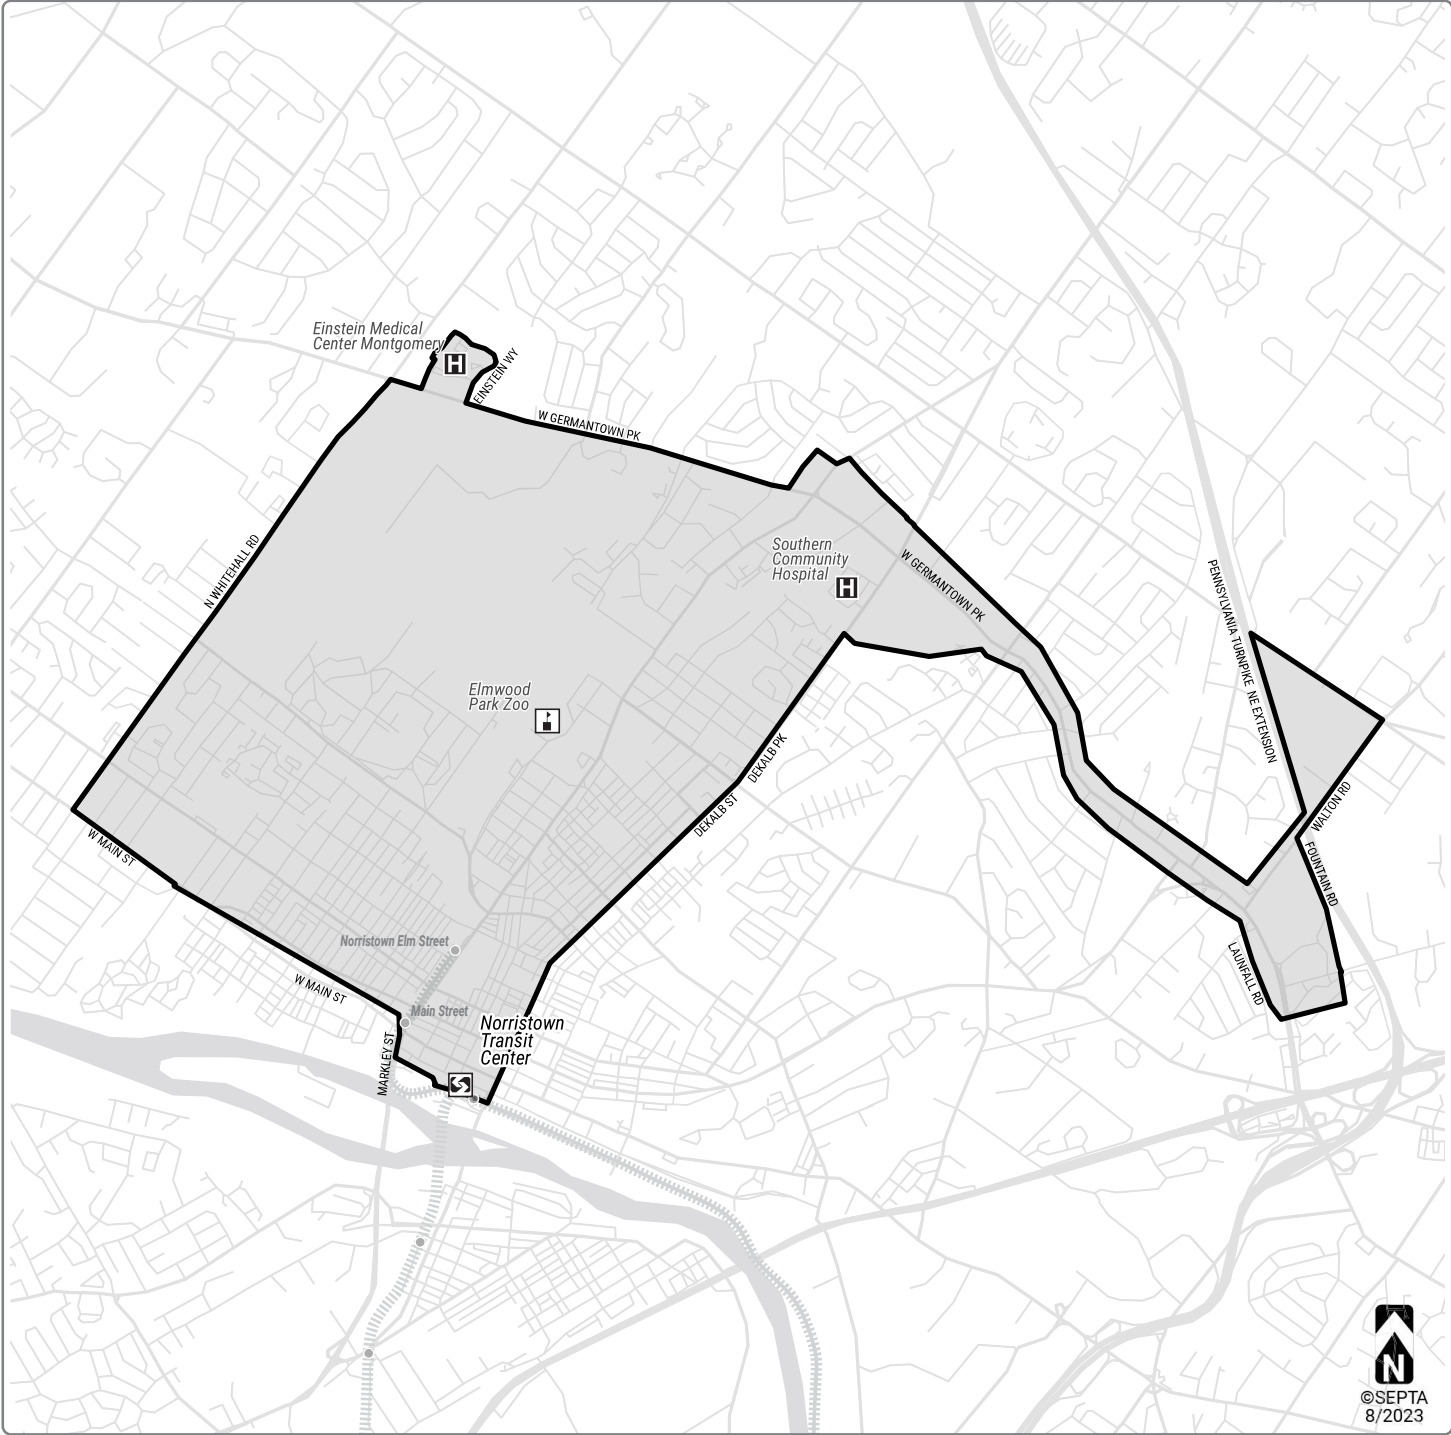 Einstein Medical
Center Montgomery
EINSTEIN WY
W GERMANTOWN PK
N WHITEHALL RD
Southern
Community
Hospital
H
H
W GERMANTOWN PK
PENNSYLVANIA TURNPIKE NE EXTENSION
Elmwood
Park Zoo
DEKALB PK
DEKALB ST
WALTON RD
FOUNTAIN RD
W MAIN ST
LAUNFALL RD
Norristown Elm Street
W MAIN ST
Main Street
Norristown
Transit
Center
MARKLEY ST
N
©SEPTA
8/2023